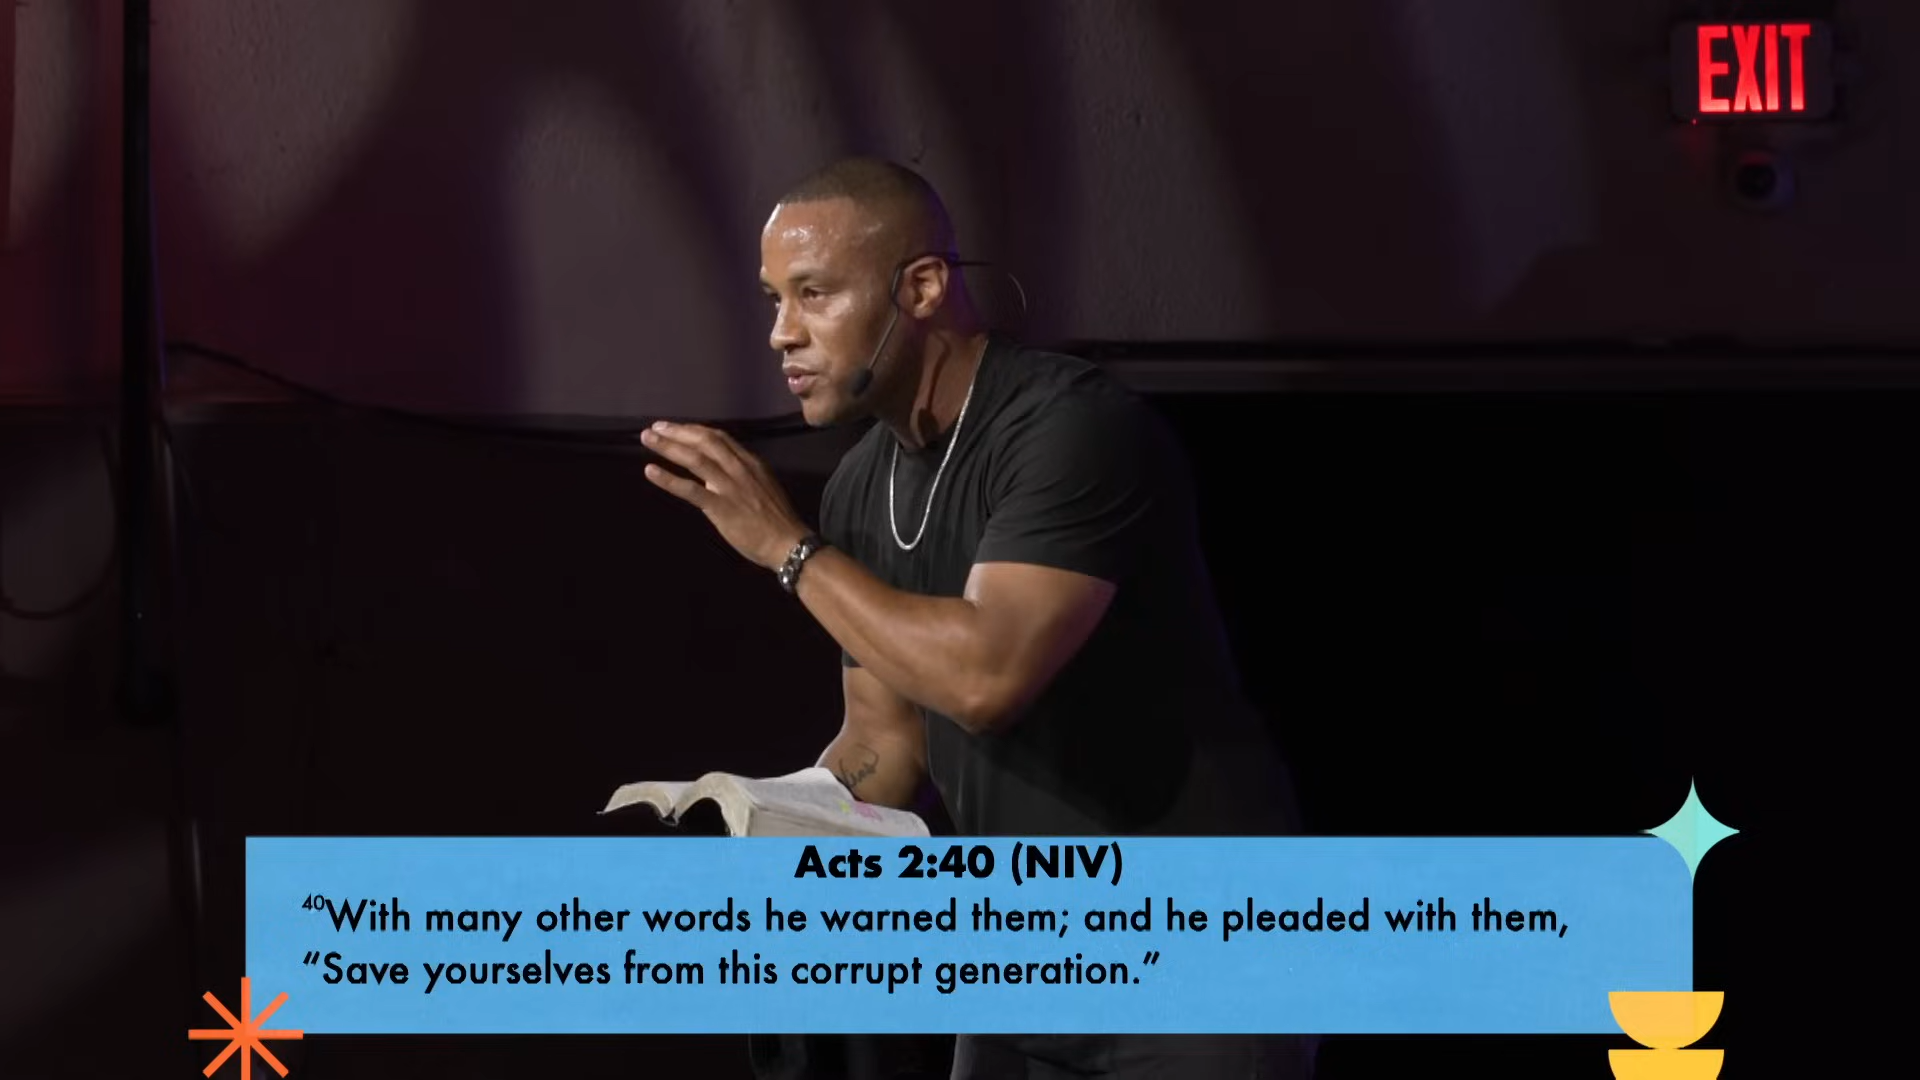 EXIT
Acts 2:40 (NIV)
⁴⁰With many other words he warned them; and he pleaded with them,
“Save yourselves from this corrupt generation.”